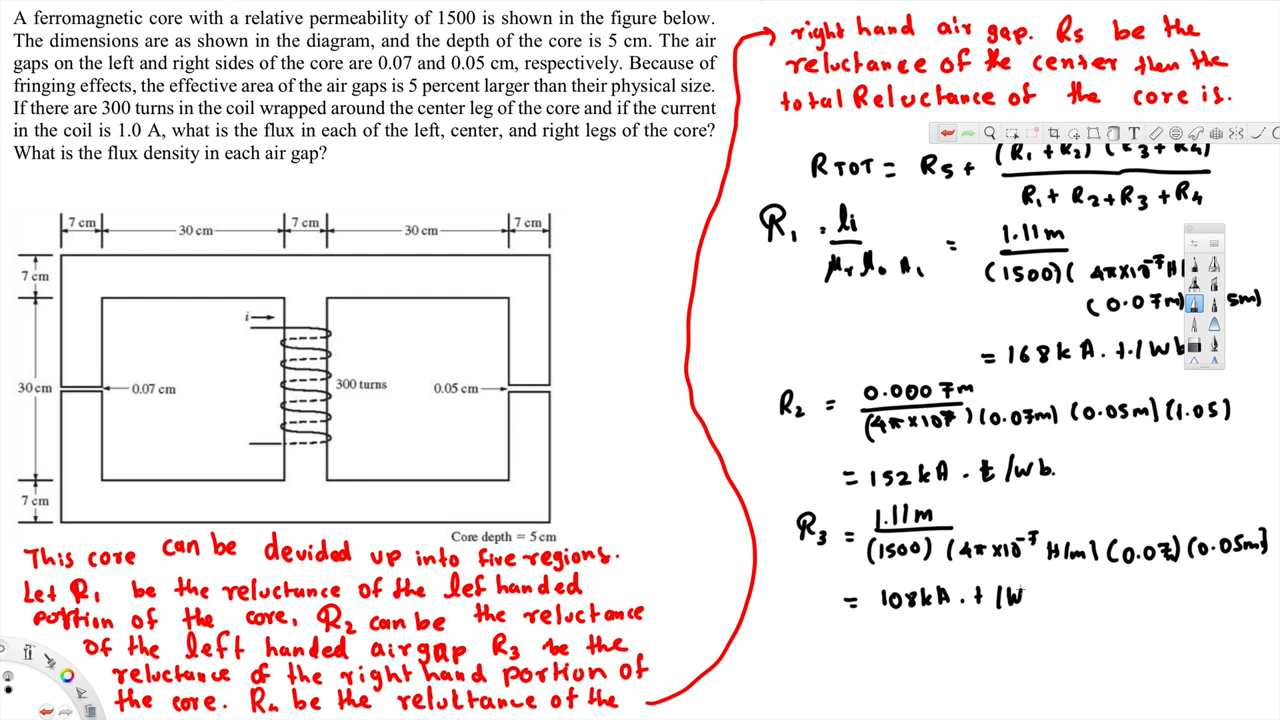 A ferromagnetic core with a relative permeability of 1500 is shown in the figure below.
The dimensions are as shown in the diagram, and the depth of the core is 5 cm. The air
gaps on the left and right sides of the core are 0.07 and 0.05 cm, respectively. Because of
fringing effects, the effective area of the air gaps is 5 percent larger than their physical size.
If there are 300 turns in the coil wrapped around the center leg of the core and if the current
in the coil is 1.0 A, what is the flux in each of the left, center, and right legs of the core?
What is the flux density in each air gap?
7 cm
30 cm
7 cm
30 cm
7 cm
7 cm
i
30 cm
0.07 cm
300 turns
0.05 cm
7 cm
Core depth = 5 cm
This core can be devided up into five regions.
Let R1 be the reluctance of the lef handed
portion of the core, R2 can be the reluctance
of the left handed airgap R3 be the
reluctance of the right hand portion of
the core. R4 be the relultance of the
right hand air gap. R5 be the
reluctance of the center then the
total Reluctance of the core is.
RTOT = R5 + (R1 + R2) (R3 + R4)
R1 + R2 + R3 + R4
R1 = li = 1.11m
μr μ0 A1 (1500) ( 4π×10⁻⁷ H/
(0.07m) 5m)
= 168kA.t./Wb
R2 = 0.0007m
(4π×10⁷) (0.07m) (0.05m) (1.05)
= 152kA.t/wb.
R3 = 1.11m
(1500) (4π×10⁻⁷ H/m) (0.07) (0.05m)
= 108kA.t/W